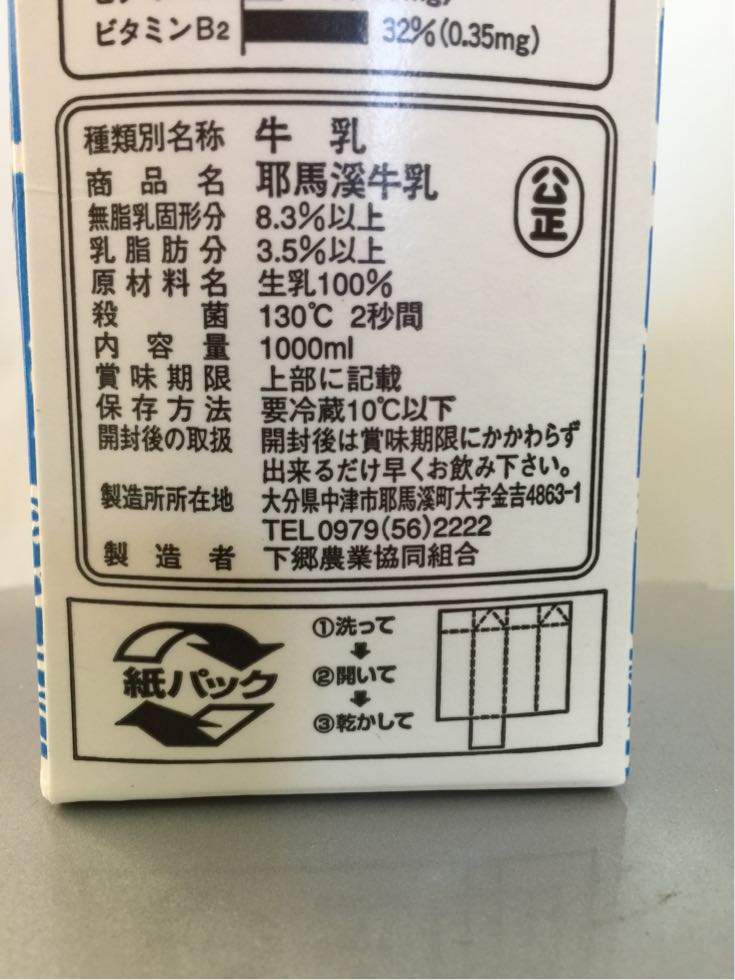 ビタミンB2 32%(0.35mg)
種類別名称 牛乳
商品名 耶馬溪牛乳
公正
無脂乳固形分 8.3%以上
乳脂肪分 3.5%以上
原材料名 生乳100%
殺菌 130℃ 2秒間
内容量 1000ml
賞味期限 上部に記載
保存方法 要冷蔵10℃以下
開封後の取扱 開封後は賞味期限にかかわらず
出来るだけ早くお飲み下さい。
製造所所在地 大分県中津市耶馬溪町大字金吉4863-1
TEL0979(56)2222
製造者 下郷農業協同組合
紙パック
①洗って
②開いて
③乾かして